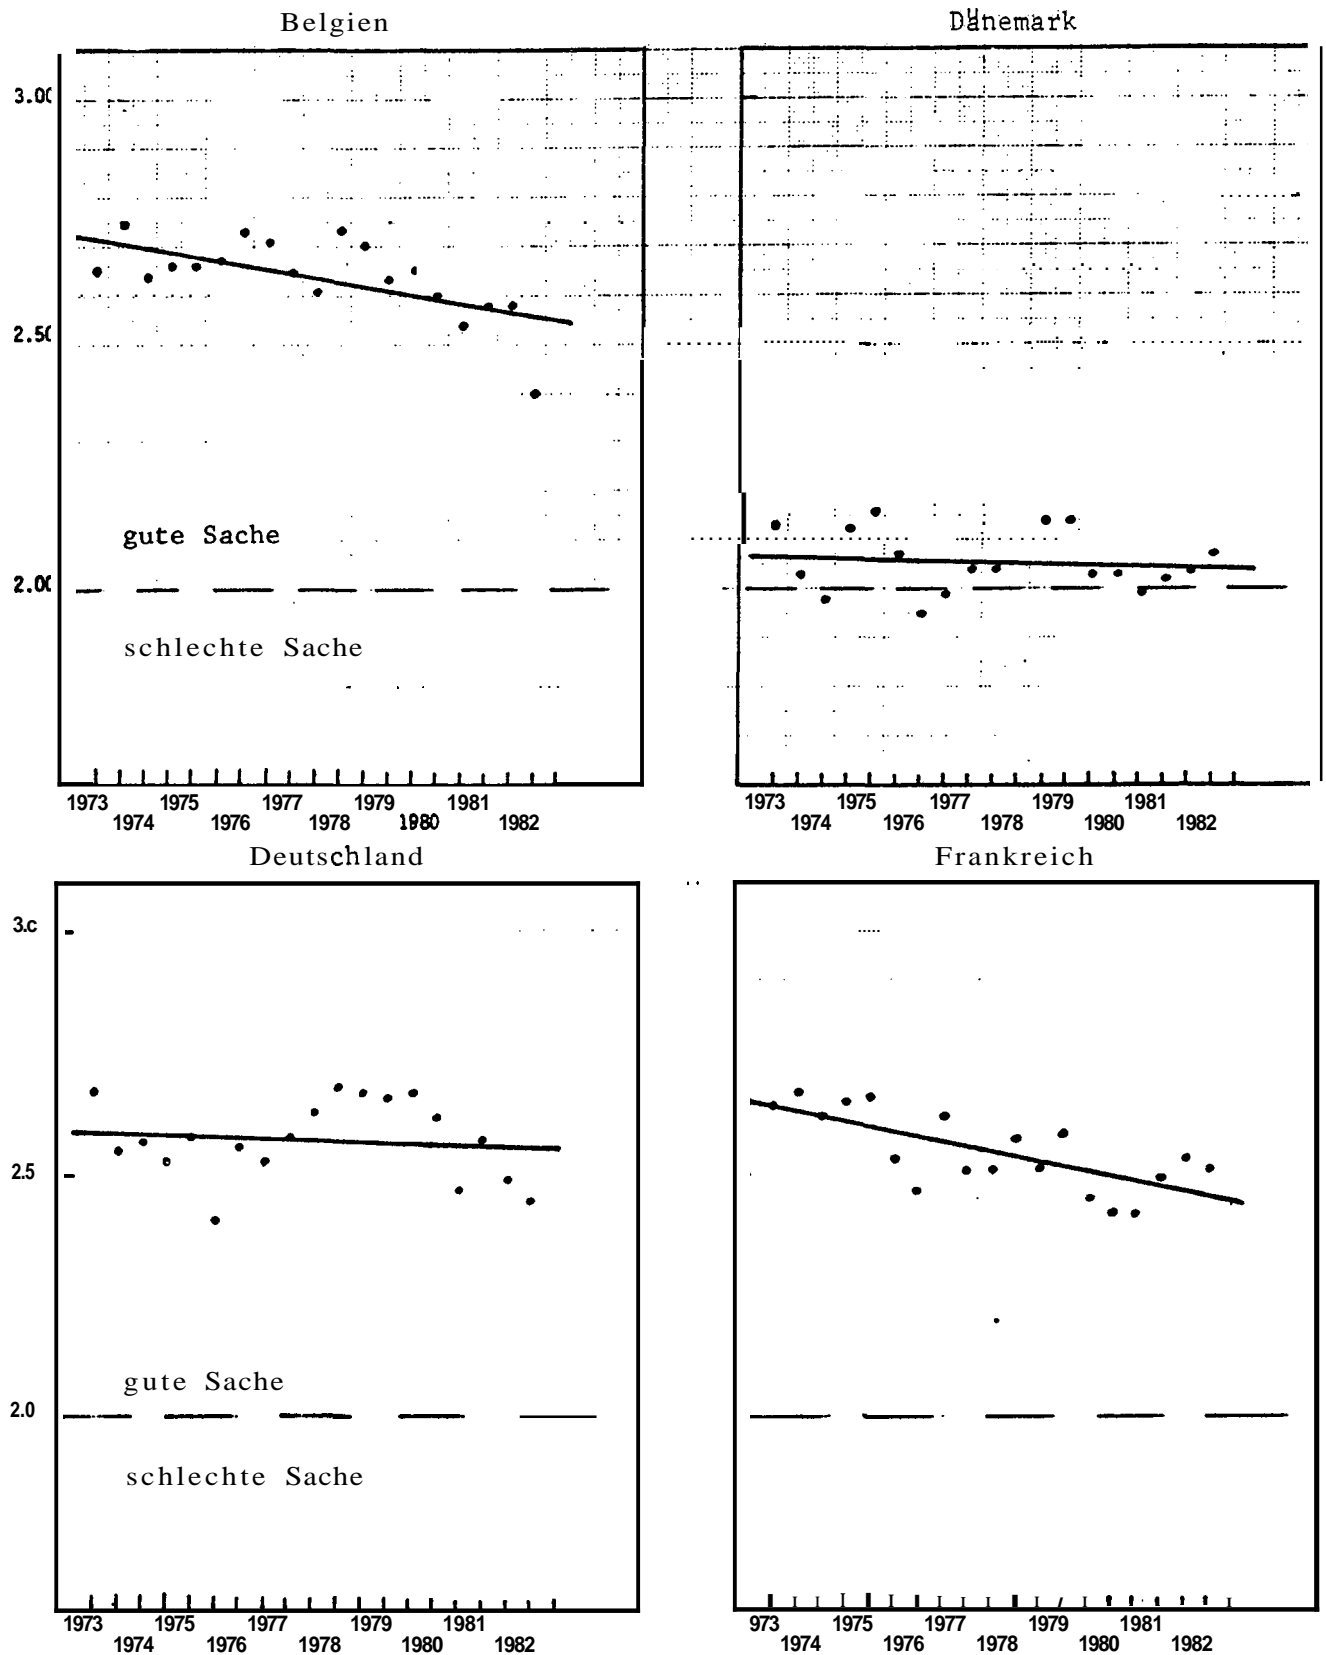 Belgien
Dänemark
3.00
2.50
gute Sache
2.00
schlechte Sache
1973 1975 1977 1979 1981
1974 1976 1978 1980 1982
1973 1975 1977 1979 1981
1974 1976 1978 1980 1982
Deutschland
Frankreich
3.0
2.5
gute Sache
2.0
schlechte Sache
1973 1975 1977 1979 1981
1974 1976 1978 1980 1982
973 1975 1977 1979 1981
1974 1976 1978 1980 1982